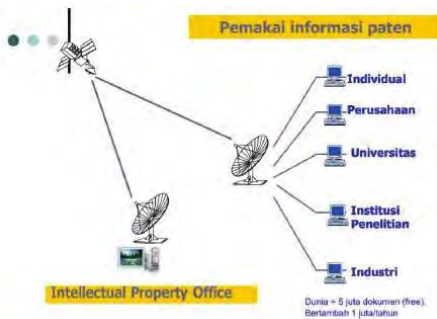 Pemakai informasi paten
Individual
Perusahaan
Universitas
Institusi
Penelitian
Industri
Intellectual Property Office
Dunia = 5 juta dokumen (free).
Bertambah 1 juta/tahun